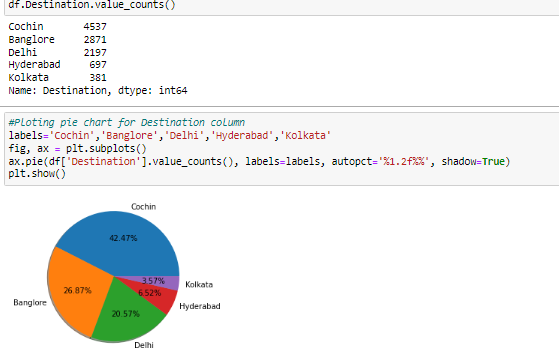 df.Destination.value_counts()
Cochin 4537
Banglore 2871
Delhi 2197
Hyderabad 697
Kolkata 381
Name: Destination, dtype: int64
#PLoting pie chart for Destination column
labels='Cochin','Banglore','Delhi','Hyderabad','Kolkata'
fig, ax = plt.subplots()
ax.pie(df['Destination'].value_counts(), labels=labels, autopct='%1.2f%%', shadow=True)
plt.show()
Cochin
42.47%
3.57%
Kolkata
6.52%
Hyderabad
26.87%
Banglore
20.57%
Delhi